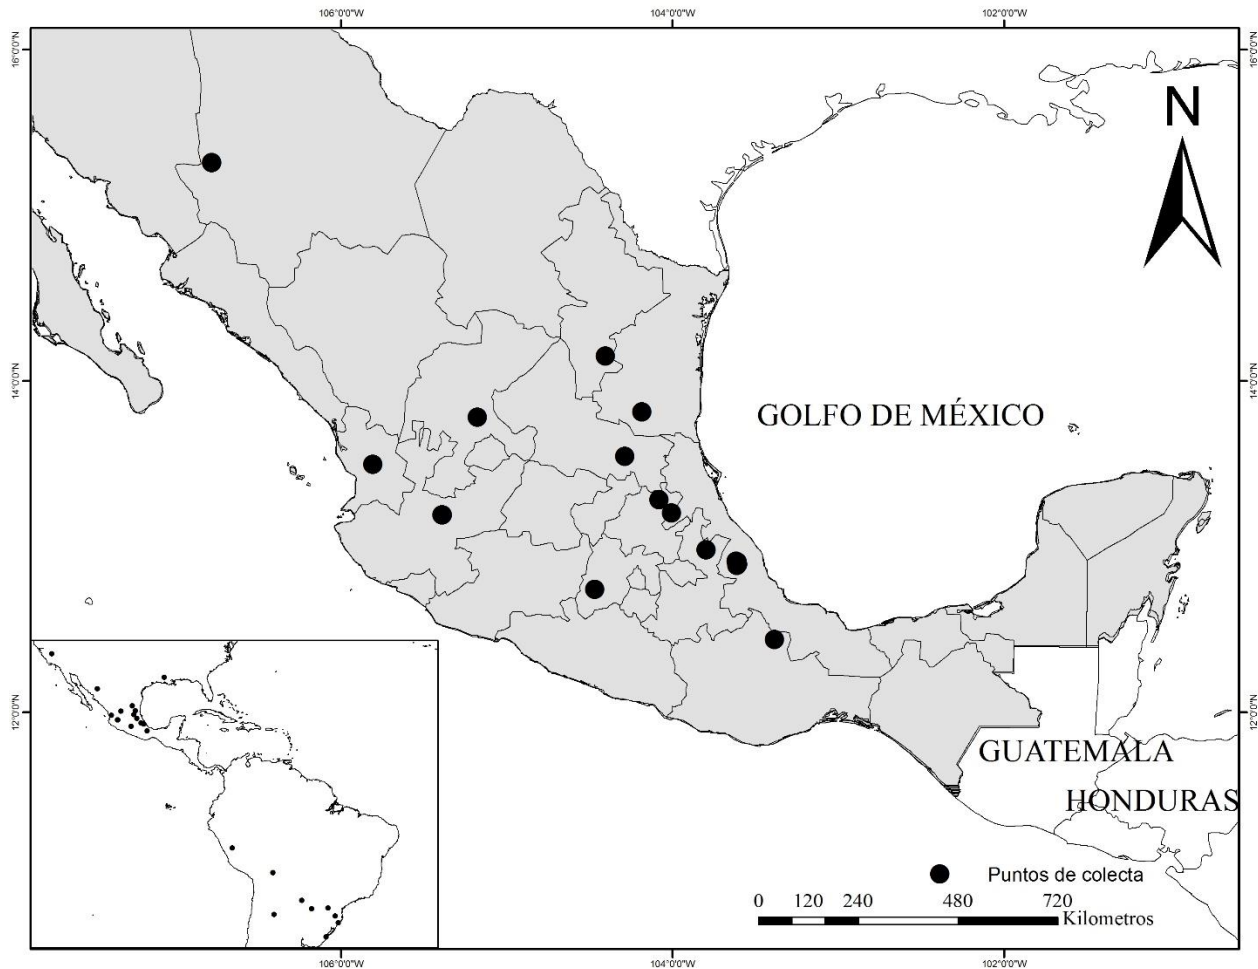 106°0'0"W 104°0'0"W 102°0'0"W
16°0'0"N 16°0'0"N
N
14°0'0"N 14°0'0"N
GOLFO DE MÉXICO
12°0'0"N 12°0'0"N
GUATEMALA
HONDURAS
Puntos de colecta
0 120 240 480 720
Kilometros
106°0'0"W 104°0'0"W 102°0'0"W